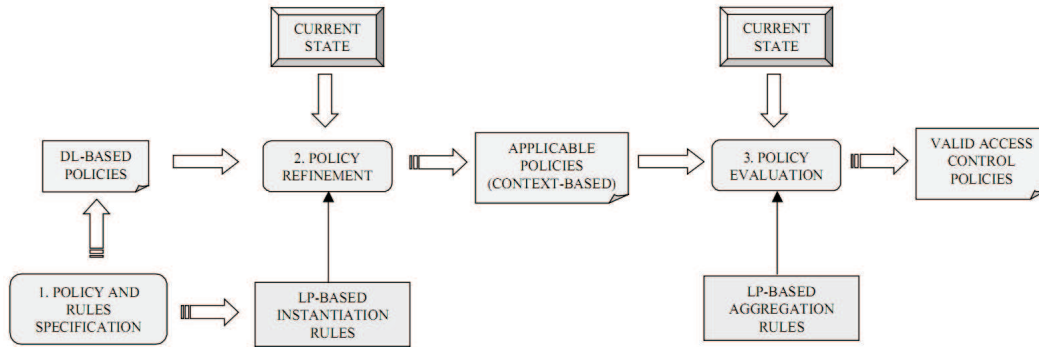 CURRENT
STATE
CURRENT
STATE
DL-BASED
POLICIES
2. POLICY
REFINEMENT
APPLICABLE
POLICIES
(CONTEXT-BASED)
3. POLICY
EVALUATION
VALID ACCESS
CONTROL
POLICIES
1. POLICY AND
RULES
SPECIFICATION
LP-BASED
INSTANTIATION
RULES
LP-BASED
AGGREGATION
RULES